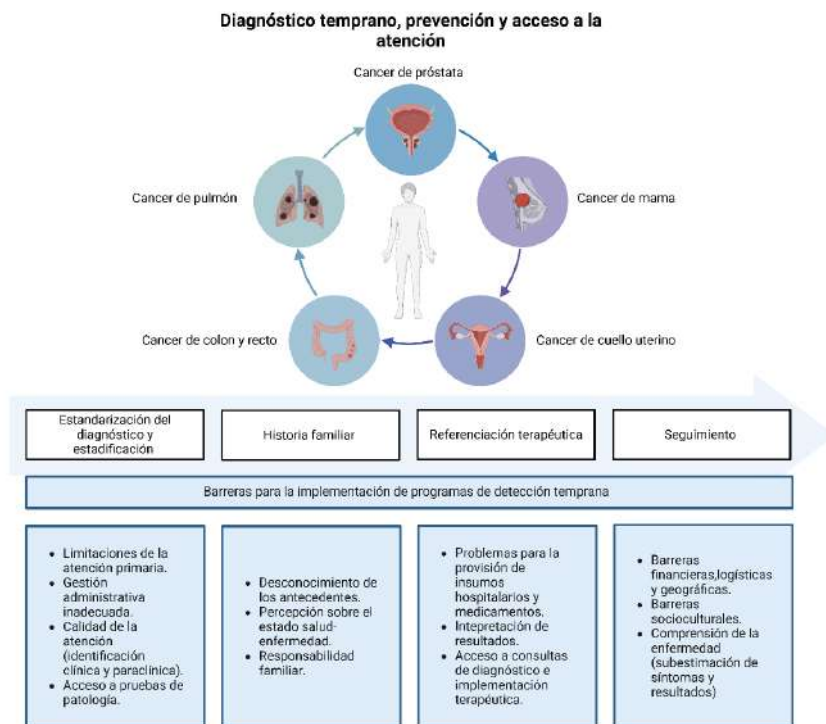 Diagnóstico temprano, prevención y acceso a la
atención
Cancer de próstata
Cancer de pulmón
Cancer de mama
Cancer de colon y recto
Cancer de cuello uterino
Estandarización del
diagnóstico y
estadificación
Historia familiar
Referenciación terapéutica
Seguimiento
Barreras para la implementación de programas de detección temprana
• Limitaciones de la
atención primaria.
• Gestión
administrativa
inadecuada.
• Calidad de la
atención
(identificación
clínica y paraclínica).
• Acceso a pruebas de
patología.
• Desconocimiento de
los antecedentes.
• Percepción sobre el
estado salud-
enfermedad.
• Responsabilidad
familiar.
• Problemas para la
provisión de
insumos
hospitalarios y
medicamentos.
• Intepretación de
resultados.
• Acceso a consultas
de diagnóstico e
implementación
terapéutica.
• Barreras
financieras,logísticas
y geográficas.
• Barreras
socioculturales.
• Comprensión de la
enfermedad
(subestimación de
síntomas y
resultados)